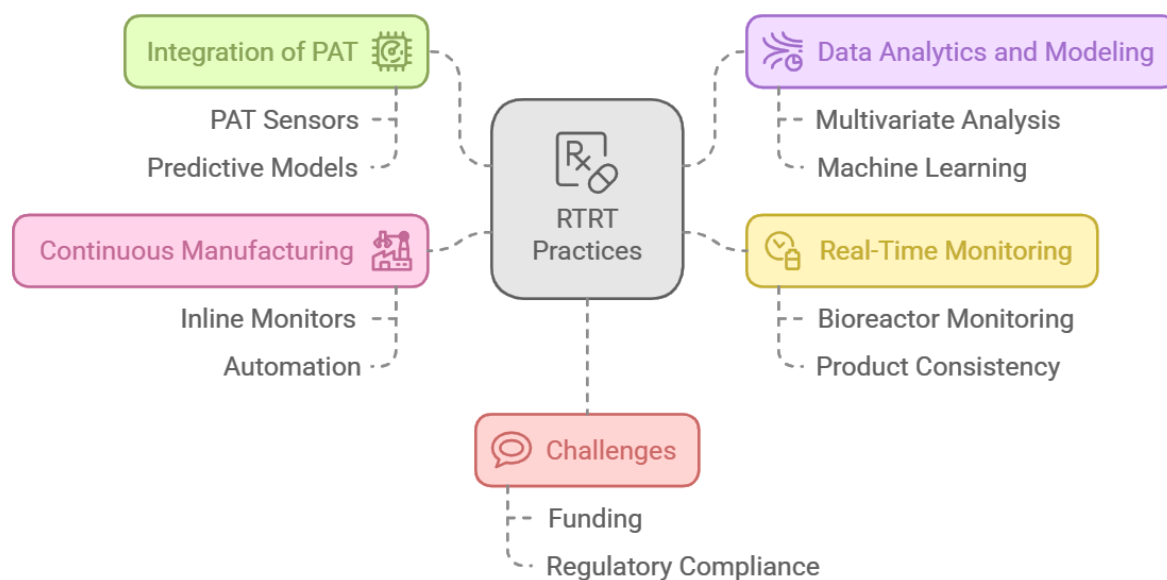 Integration of PAT
PAT Sensors
Predictive Models
Continuous Manufacturing
Inline Monitors
Automation
Rx
RTRT
Practices
Data Analytics and Modeling
Multivariate Analysis
Machine Learning
Real-Time Monitoring
Bioreactor Monitoring
Product Consistency
Challenges
Funding
Regulatory Compliance